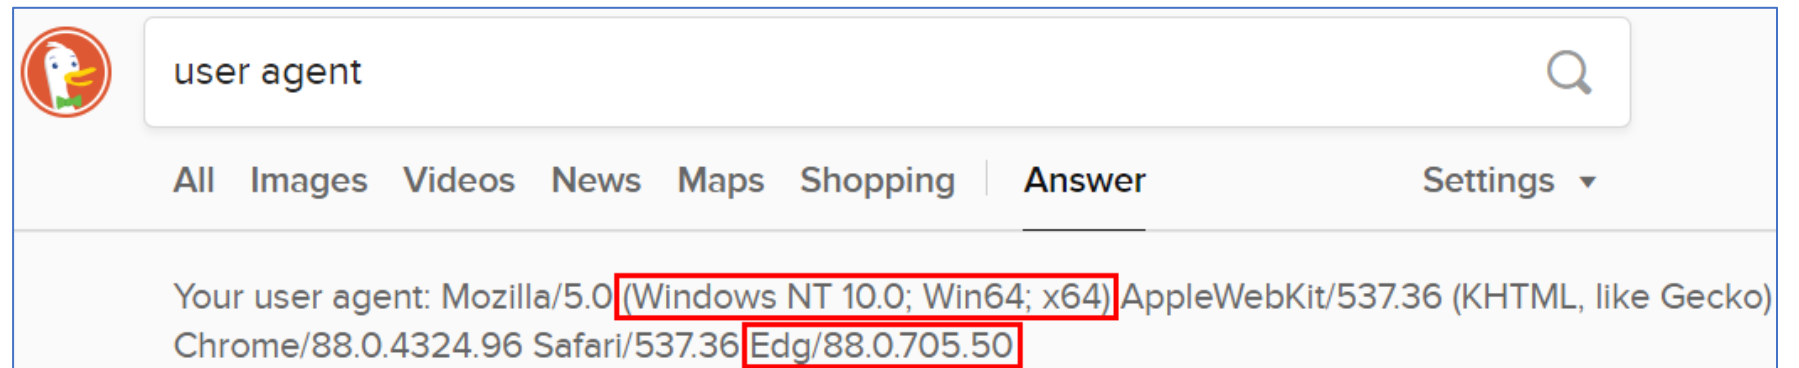 user agent
All Images Videos News Maps Shopping Answer Settings
Your user agent: Mozilla/5.0 (Windows NT 10.0; Win64; x64) AppleWebKit/537.36 (KHTML, like Gecko)
Chrome/88.0.4324.96 Safari/537.36 Edg/88.0.705.50